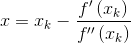 x = x_k - \frac{f'(x_k)}{f''(x_k)}